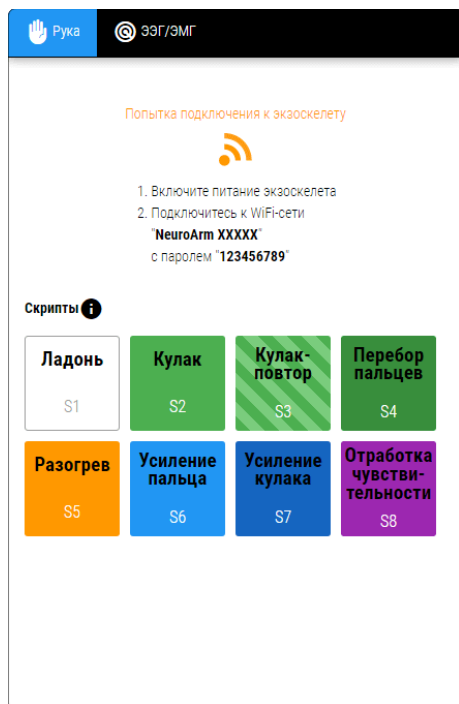 Рука
ЭЭГ/ЭМГ
Попытка подключения к экзоскелету
1. Включите питание экзоскелета
2. Подключитесь к WiFi-сети
"NeuroArm XXXXX"
с паролем "123456789"
Скрипты
Ладонь
S1
Кулак
S2
Кулак-
повтор
S3
Перебор
пальцев
S4
Разогрев
S5
Усиление
пальца
S6
Усиление
кулака
S7
Отработка
чувстви-
тельности
S8